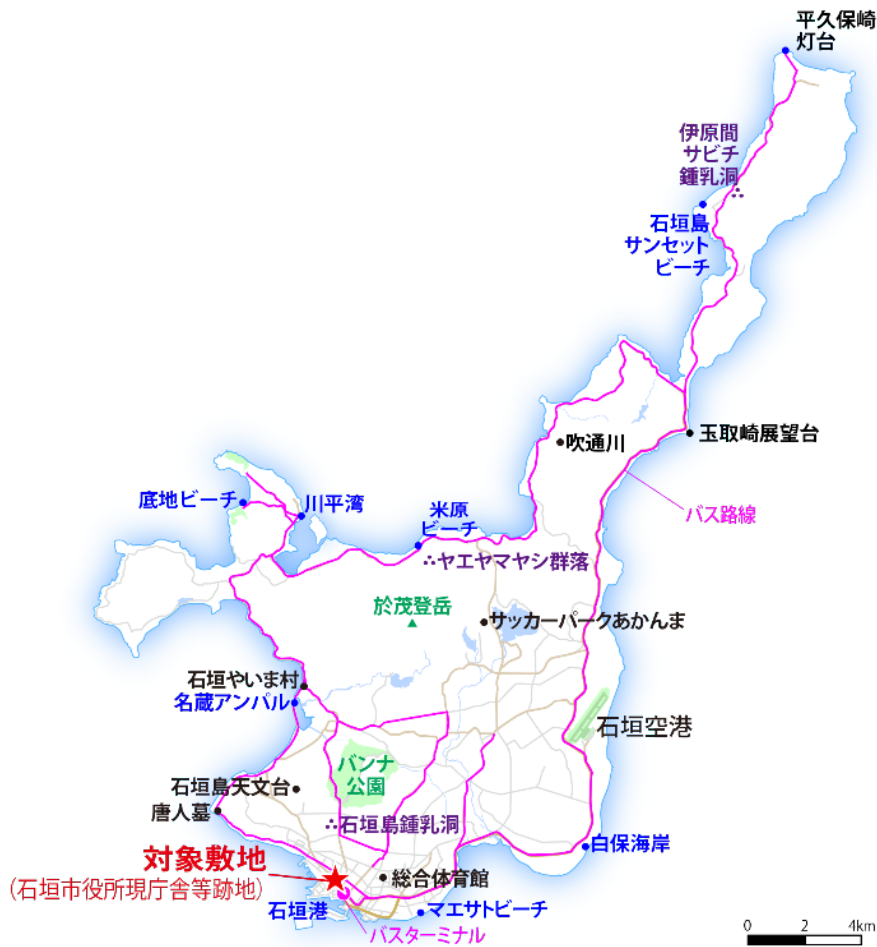 平久保崎
灯台
伊原間
サビチ
鍾乳洞
石垣島
サンセット
ビーチ
玉取崎展望台
吹通川
バス路線
底地ビーチ
川平湾
米原
ビーチ
ヤエヤマヤシ群落
於茂登岳
サッカーパークあかんま
石垣やいま村
名蔵アンパル
石垣空港
バンナ
公園
石垣島天文台
唐人墓
石垣島鍾乳洞
白保海岸
対象敷地
(石垣市役所現庁舎等跡地)
総合体育館
石垣港
マエサトビーチ
バスターミナル
0 2 4km